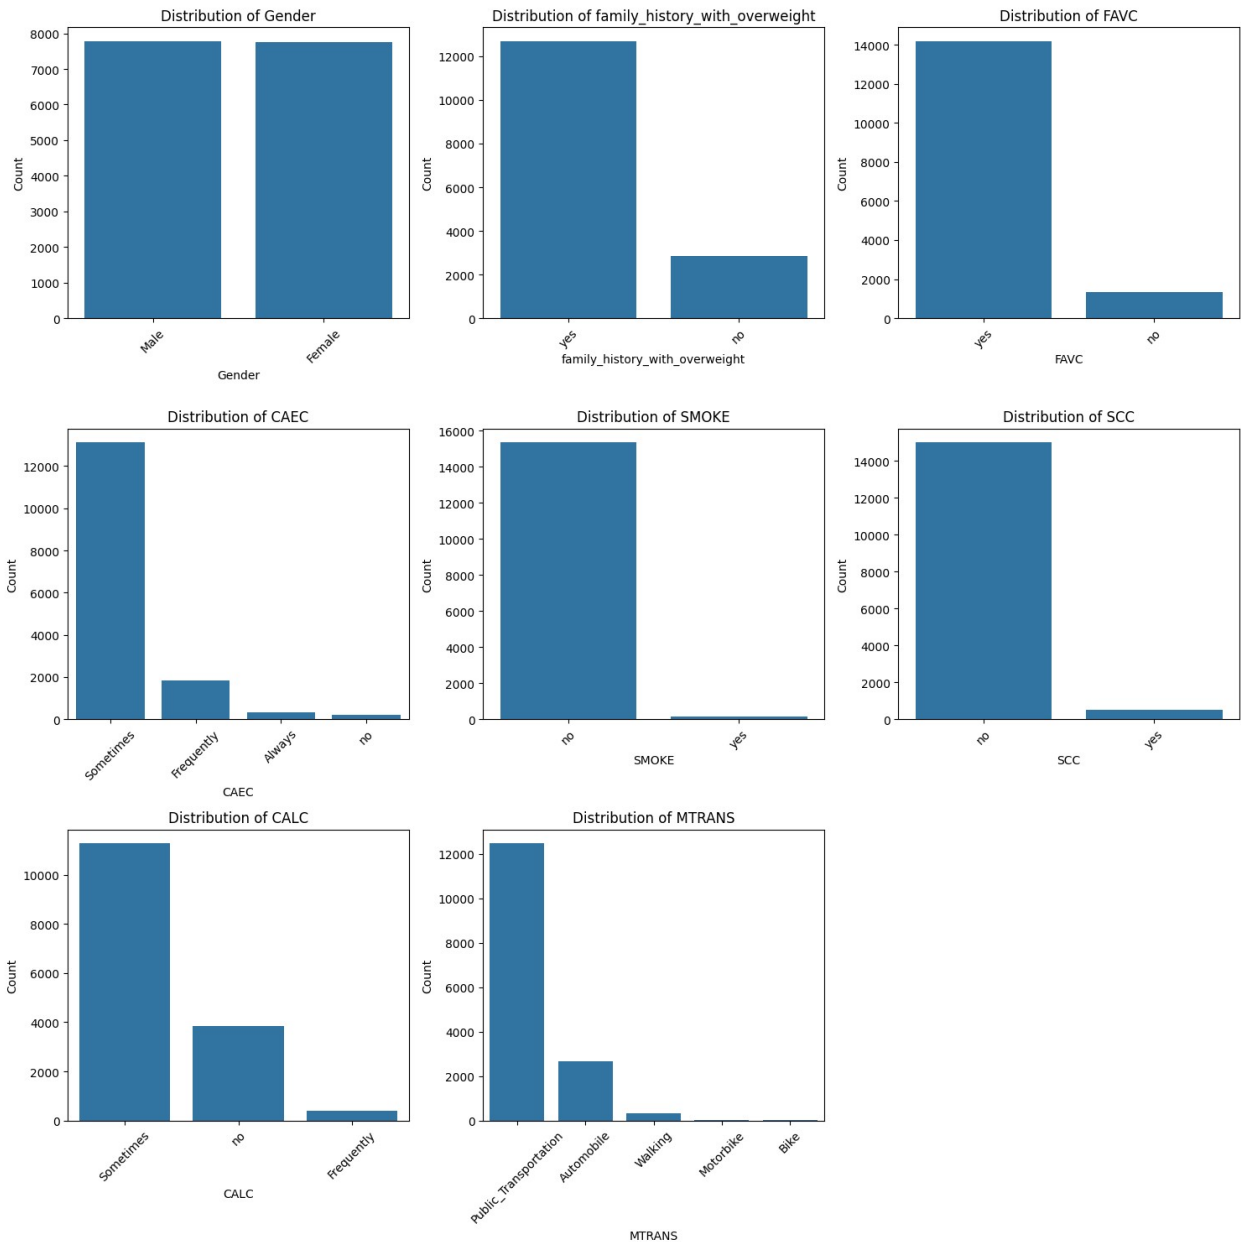 Distribution of Gender
8000
7000
6000
5000
4000
3000
2000
1000
0
Count
Male
Female
Gender
Distribution of family_history_with_overweight
12000
10000
8000
6000
4000
2000
0
Count
yes
no
family_history_with_overweight
Distribution of FAVC
14000
12000
10000
8000
6000
4000
2000
0
Count
yes
no
FAVC
Distribution of CAEC
12000
10000
8000
6000
4000
2000
0
Count
Sometimes
Frequently
Always
no
CAEC
Distribution of SMOKE
16000
14000
12000
10000
8000
6000
4000
2000
0
Count
no
yes
SMOKE
Distribution of SCC
14000
12000
10000
8000
6000
4000
2000
0
Count
no
yes
SCC
Distribution of CALC
10000
8000
6000
4000
2000
0
Count
Sometimes
no
Frequently
CALC
Distribution of MTRANS
12000
10000
8000
6000
4000
2000
0
Count
Public_Transportation
Automobile
Walking
Motorbike
Bike
MTRANS